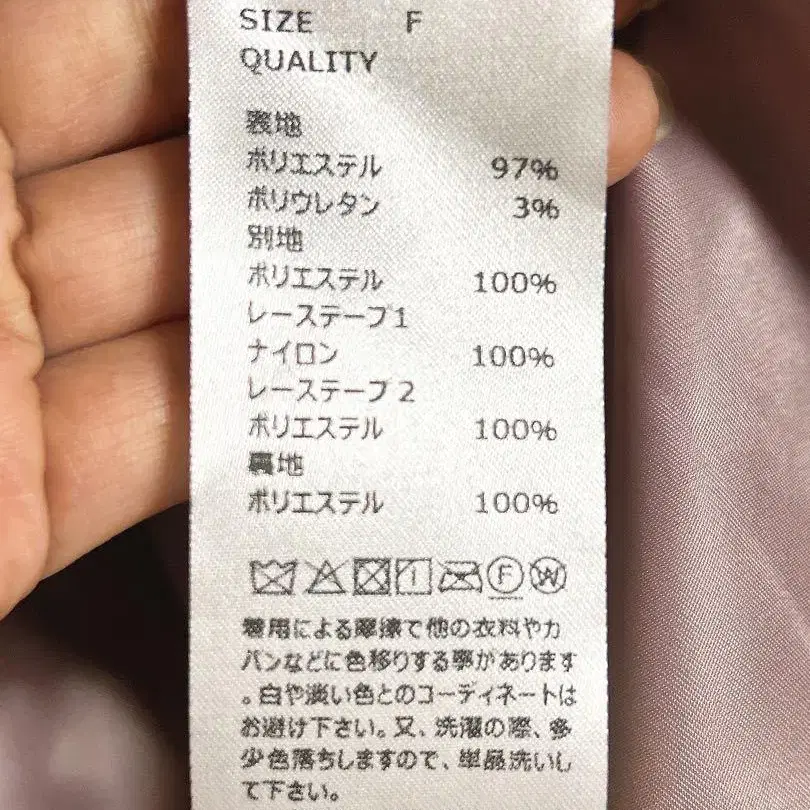 SIZE F
QUALITY
表地
ポリエステル 97%
ポリウレタン 3%
別地
ポリエステル 100%
レーステープ1
ナイロン 100%
レーステープ2
ポリエステル 100%
裏地
ポリエステル 100%
F W
着用による摩擦で他の衣料やカ
バンなどに色移りする事があります
。白や淡い色とのコーディネートは
お避け下さい。又、洗濯の際、多
少色落ちしますので、単品洗いし
て下さい。